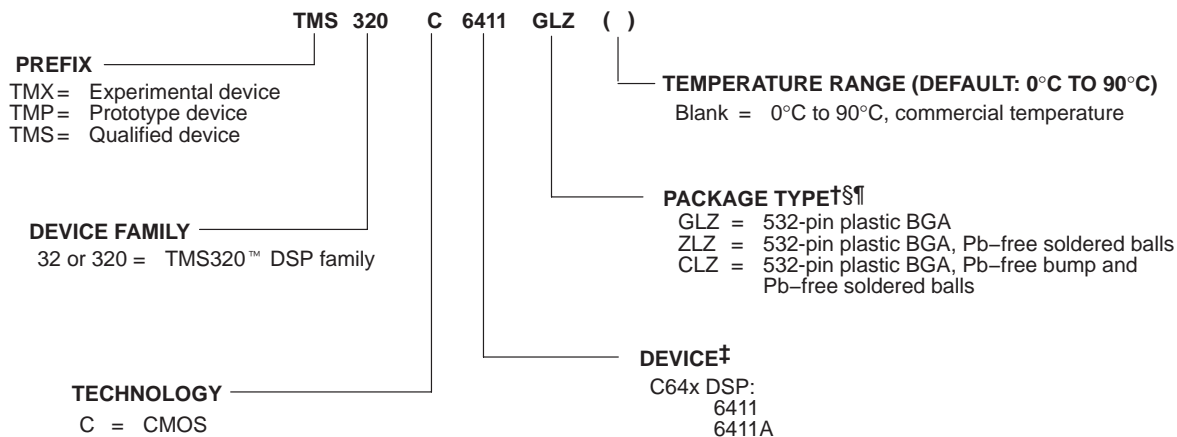 TMS 320 C 6411 GLZ ( )
PREFIX
TMX = Experimental device
TMP = Prototype device
TMS = Qualified device
TEMPERATURE RANGE (DEFAULT: 0°C TO 90°C)
Blank = 0°C to 90°C, commercial temperature
PACKAGE TYPE†§¶
GLZ = 532-pin plastic BGA
ZLZ = 532-pin plastic BGA, Pb−free soldered balls
CLZ = 532-pin plastic BGA, Pb−free bump and
Pb−free soldered balls
DEVICE FAMILY
32 or 320 = TMS320™ DSP family
DEVICE‡
C64x DSP:
6411
6411A
TECHNOLOGY
C = CMOS